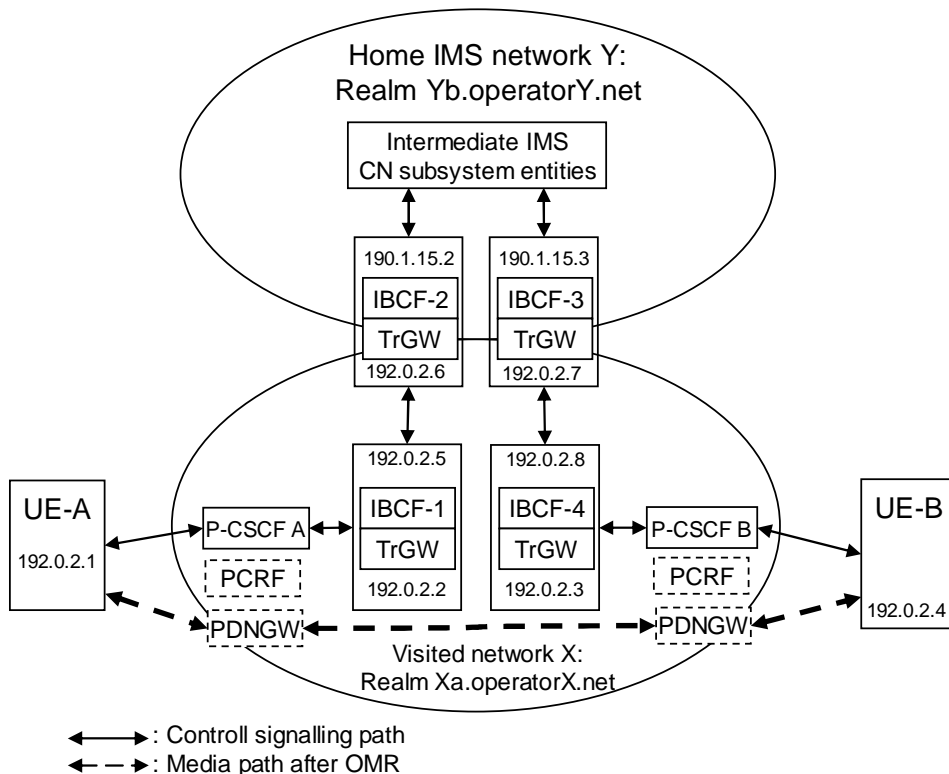 Home IMS network Y:
Realm Yb.operatorY.net
Intermediate IMS
CN subsystem entities
190.1.15.2
IBCF-2
TrGW
192.0.2.6
190.1.15.3
IBCF-3
TrGW
192.0.2.7
UE-A
192.0.2.1
P-CSCF A
PCRF
PDNGW
192.0.2.5
IBCF-1
TrGW
192.0.2.2
192.0.2.8
IBCF-4
TrGW
192.0.2.3
P-CSCF B
PCRF
PDNGW
UE-B
192.0.2.4
Visited network X:
Realm Xa.operatorX.net
: Controll signalling path
: Media path after OMR